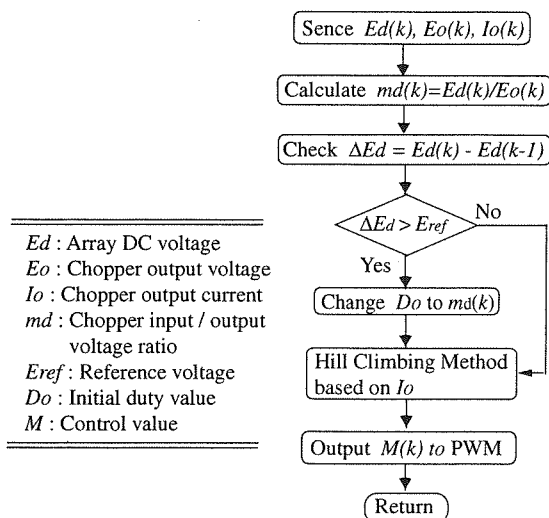 Sence Ed(k), Eo(k), Io(k)
Calculate md(k)=Ed(k)/Eo(k)
Check ΔEd = Ed(k) - Ed(k-1)
ΔEd > Eref
No
Yes
Change Do to md(k)
Hill Climbing Method
based on Io
Output M(k) to PWM
Return
Ed : Array DC voltage
Eo : Chopper output voltage
Io : Chopper output current
md : Chopper input / output
voltage ratio
Eref : Reference voltage
Do : Initial duty value
M : Control value